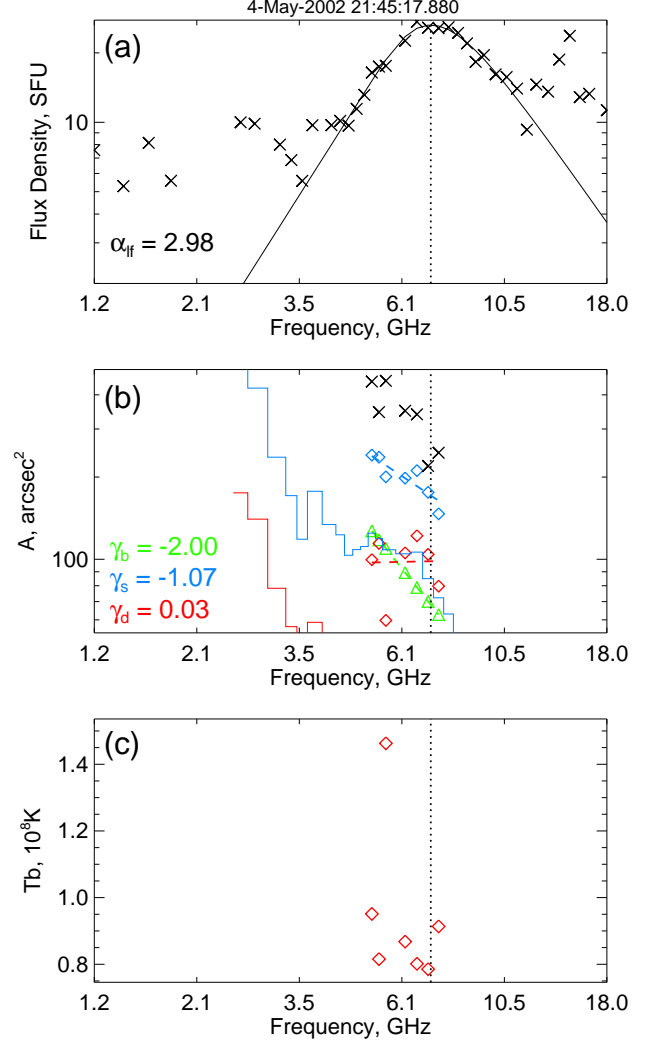 4-May-2002 21:45:17.880
(a)
Flux Density, SFU
10
α_lf = 2.98
1.2 2.1 3.5 6.1 10.5 18.0
Frequency, GHz
(b)
A, arcsec²
100
γ_b = -2.00
γ_s = -1.07
γ_d = 0.03
1.2 2.1 3.5 6.1 10.5 18.0
Frequency, GHz
(c)
Tb, 10⁸K
1.4
1.2
1.0
0.8
1.2 2.1 3.5 6.1 10.5 18.0
Frequency, GHz